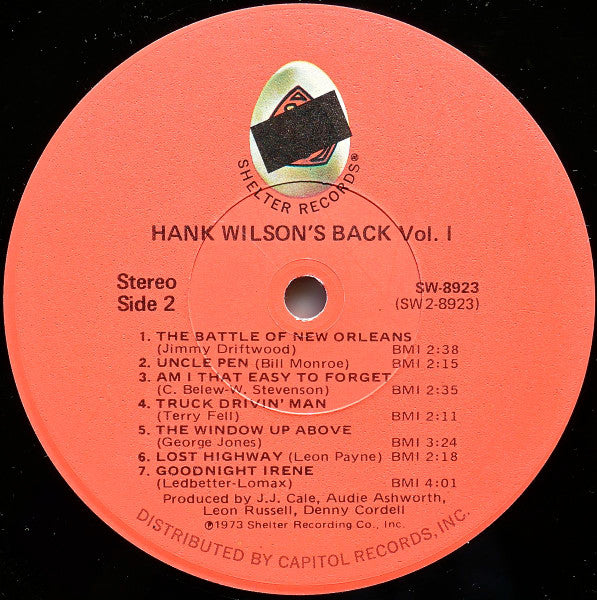 SHELTER RECORDS®
HANK WILSON'S BACK Vol. I
Stereo
Side 2
SW-8923
(SW2-8923)
1. THE BATTLE OF NEW ORLEANS
(Jimmy Driftwood) BMI 2:38
2. UNCLE PEN (Bill Monroe) BMI 2:15
3. AM I THAT EASY TO FORGET
(C. Belew-W. Stevenson) BMI 2:35
4. TRUCK DRIVIN' MAN
(Terry Fell) BMI 2:11
5. THE WINDOW UP ABOVE
(George Jones) BMI 3:24
6. LOST HIGHWAY (Leon Payne) BMI 2:18
7. GOODNIGHT IRENE
(Ledbetter-Lomax) BMI 4:01
Produced by J.J. Cale, Audie Ashworth,
Leon Russell, Denny Cordell
℗1973 Shelter Recording Co., Inc.
DISTRIBUTED BY CAPITOL RECORDS, INC.